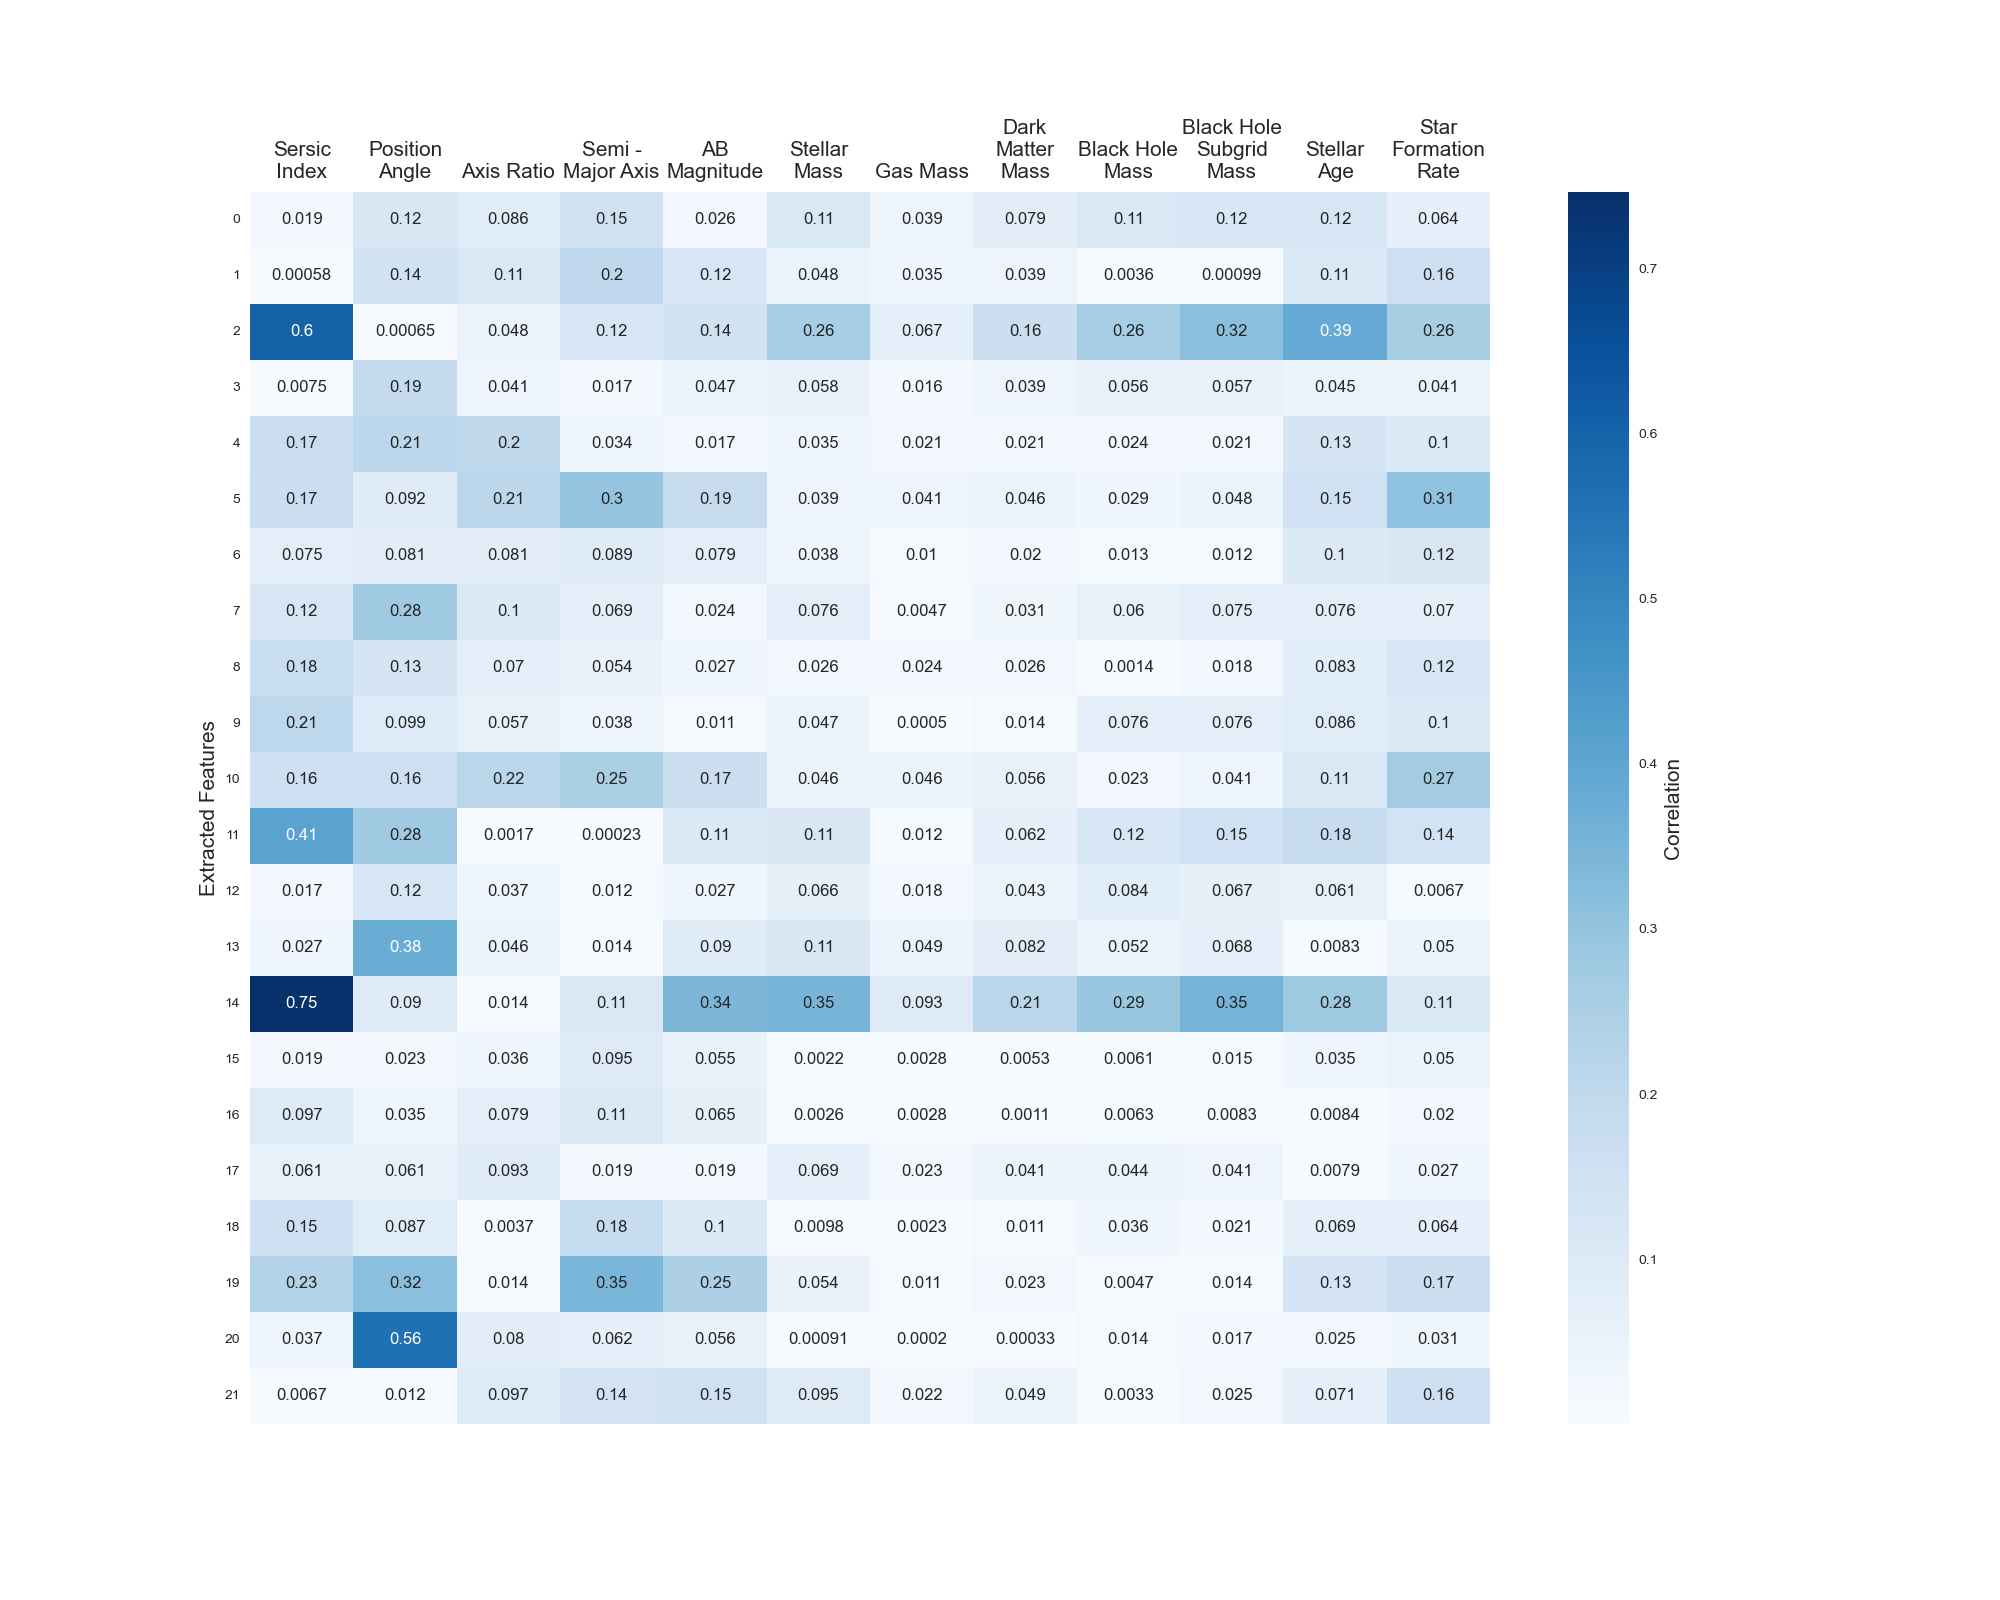 Sersic Index
Position Angle
Axis Ratio
Semi - Major Axis
AB Magnitude
Stellar Mass
Gas Mass
Dark Matter Mass
Black Hole Mass
Black Hole Subgrid Mass
Stellar Age
Star Formation Rate
Extracted Features
0 0.019 0.12 0.086 0.15 0.026 0.11 0.039 0.079 0.11 0.12 0.12 0.064
1 0.00058 0.14 0.11 0.2 0.12 0.048 0.035 0.039 0.0036 0.00099 0.11 0.16
2 0.6 0.00065 0.048 0.12 0.14 0.26 0.067 0.16 0.26 0.32 0.39 0.26
3 0.0075 0.19 0.041 0.017 0.047 0.058 0.016 0.039 0.056 0.057 0.045 0.041
4 0.17 0.21 0.2 0.034 0.017 0.035 0.021 0.021 0.024 0.021 0.13 0.1
5 0.17 0.092 0.21 0.3 0.19 0.039 0.041 0.046 0.029 0.048 0.15 0.31
6 0.075 0.081 0.081 0.089 0.079 0.038 0.01 0.02 0.013 0.012 0.1 0.12
7 0.12 0.28 0.1 0.069 0.024 0.076 0.0047 0.031 0.06 0.075 0.076 0.07
8 0.18 0.13 0.07 0.054 0.027 0.026 0.024 0.026 0.0014 0.018 0.083 0.12
9 0.21 0.099 0.057 0.038 0.011 0.047 0.0005 0.014 0.076 0.076 0.086 0.1
10 0.16 0.16 0.22 0.25 0.17 0.046 0.046 0.056 0.023 0.041 0.11 0.27
11 0.41 0.28 0.0017 0.00023 0.11 0.11 0.012 0.062 0.12 0.15 0.18 0.14
12 0.017 0.12 0.037 0.012 0.027 0.066 0.018 0.043 0.084 0.067 0.061 0.0067
13 0.027 0.38 0.046 0.014 0.09 0.11 0.049 0.082 0.052 0.068 0.0083 0.05
14 0.75 0.09 0.014 0.11 0.34 0.35 0.093 0.21 0.29 0.35 0.28 0.11
15 0.019 0.023 0.036 0.095 0.055 0.0022 0.0028 0.0053 0.0061 0.015 0.035 0.05
16 0.097 0.035 0.079 0.11 0.065 0.0026 0.0028 0.0011 0.0063 0.0083 0.0084 0.02
17 0.061 0.061 0.093 0.019 0.019 0.069 0.023 0.041 0.044 0.041 0.0079 0.027
18 0.15 0.087 0.0037 0.18 0.1 0.0098 0.0023 0.011 0.036 0.021 0.069 0.064
19 0.23 0.32 0.014 0.35 0.25 0.054 0.011 0.023 0.0047 0.014 0.13 0.17
20 0.037 0.56 0.08 0.062 0.056 0.00091 0.0002 0.00033 0.014 0.017 0.025 0.031
21 0.0067 0.012 0.097 0.14 0.15 0.095 0.022 0.049 0.0033 0.025 0.071 0.16
0.7
0.6
0.5
0.4
0.3
0.2
0.1
Correlation